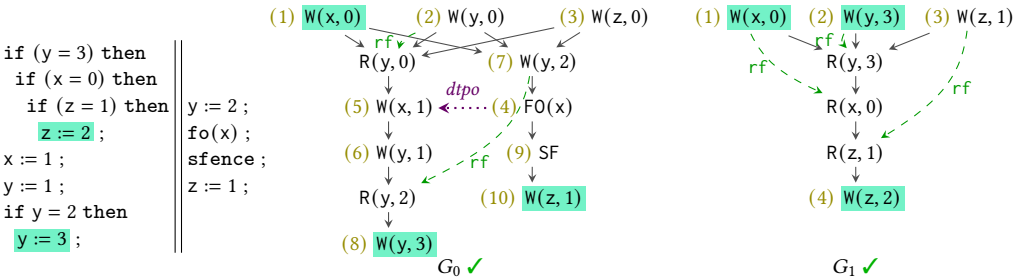 if (y = 3) then
if (x = 0) then
if (z = 1) then
z := 2 ;
x := 1 ;
y := 1 ;
if y = 2 then
y := 3 ;
y := 2 ;
fo(x) ;
sfence ;
z := 1 ;
(1) W(x, 0) (2) W(y, 0) (3) W(z, 0)
rf
R(y, 0) (7) W(y, 2)
dtpo
(5) W(x, 1) (4) FO(x)
(6) W(y, 1) rf (9) SF
R(y, 2) (10) W(z, 1)
(8) W(y, 3)
G0 ✓
(1) W(x, 0) (2) W(y, 3) (3) W(z, 1)
rf
R(y, 3)
rf rf
R(x, 0)
R(z, 1)
(4) W(z, 2)
G1 ✓